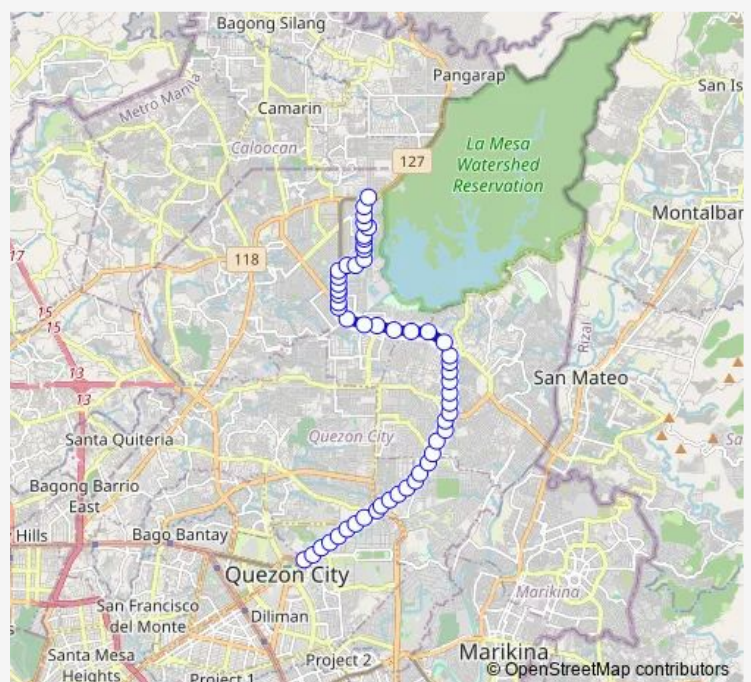 Bagong Silang
Pangarap
San Is
Metro Manila
Camarin
Caloocan
127
La Mesa
Watershed
Reservation
Montalbar
118
17
15
15
Rizal
13
13
San Mateo
Santa Quiteria
Quezon City
Sa
Bagong Barrio
East
Hills
Bago Bantay
Quezon City
Marikina
San Francisco
del Monte
Diliman
Santa Mesa
Heights
Project 2
Marikina
Project 1
© OpenStreetMap contributors